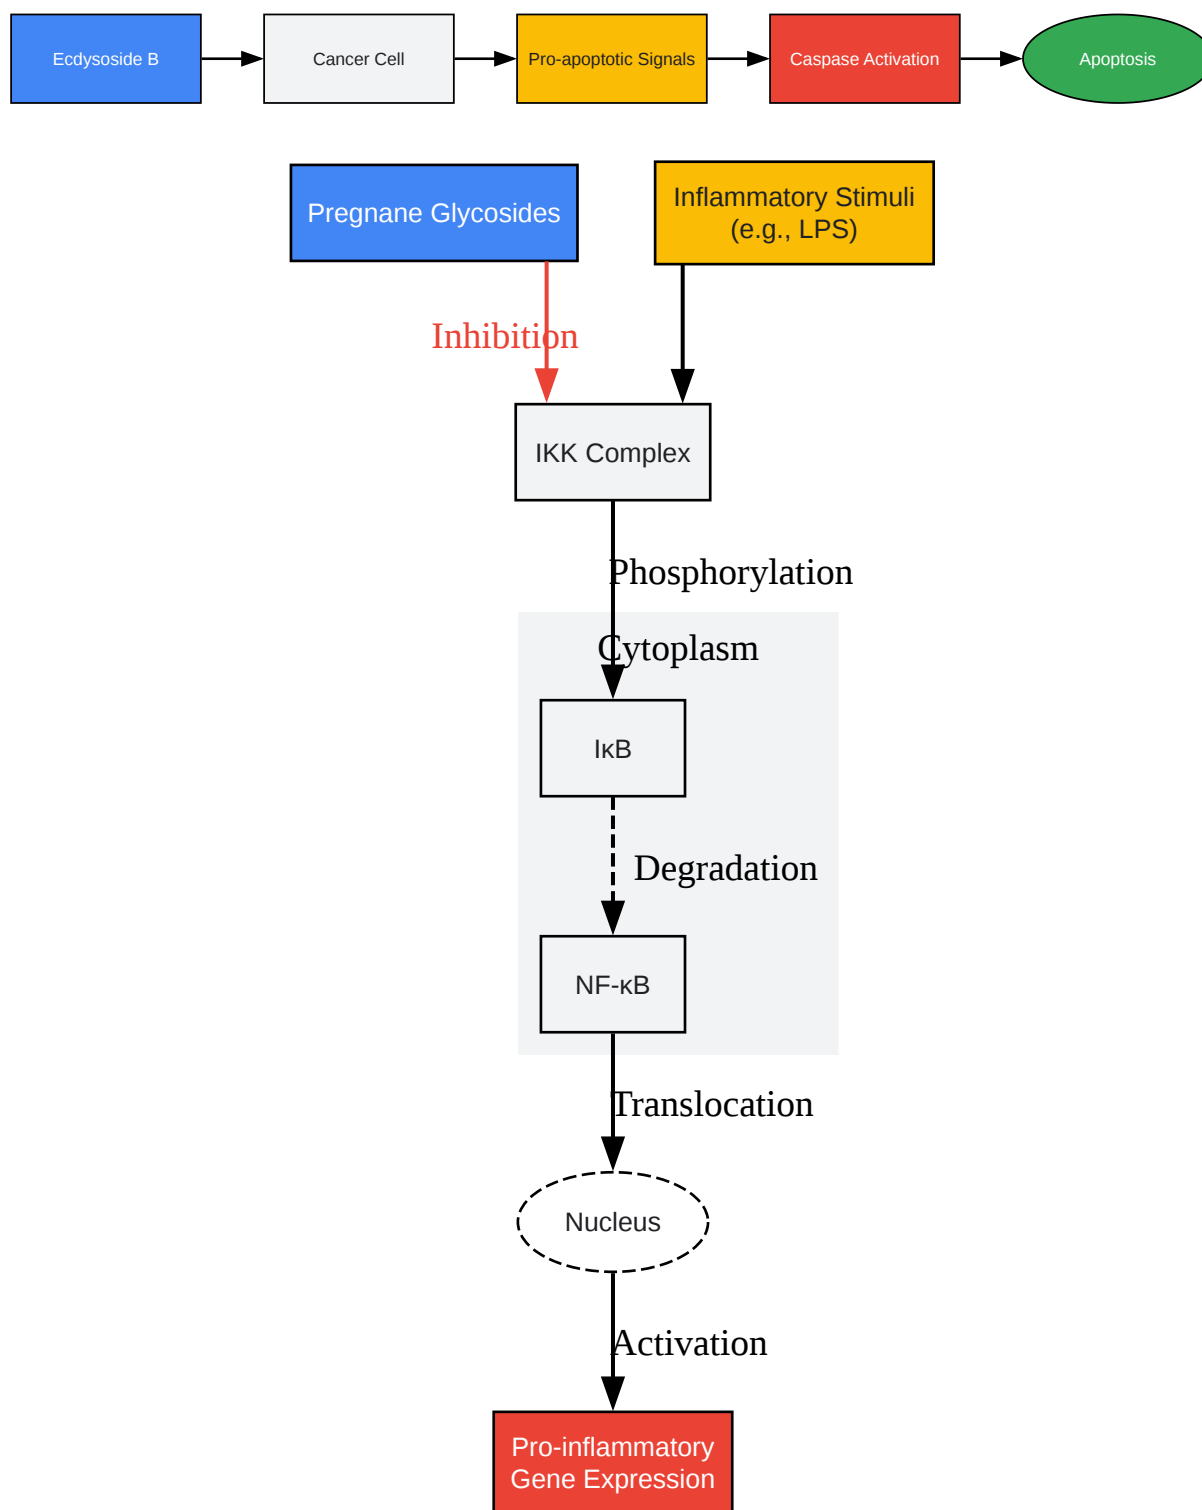 Ecdysoside B
Cancer Cell
Pro-apoptotic Signals
Caspase Activation
Apoptosis
Pregnane Glycosides
Inflammatory Stimuli
(e.g., LPS)
Inhibition
IKK Complex
Phosphorylation
Cytoplasm
IκB
Degradation
NF-κB
Translocation
Nucleus
Activation
Pro-inflammatory
Gene Expression